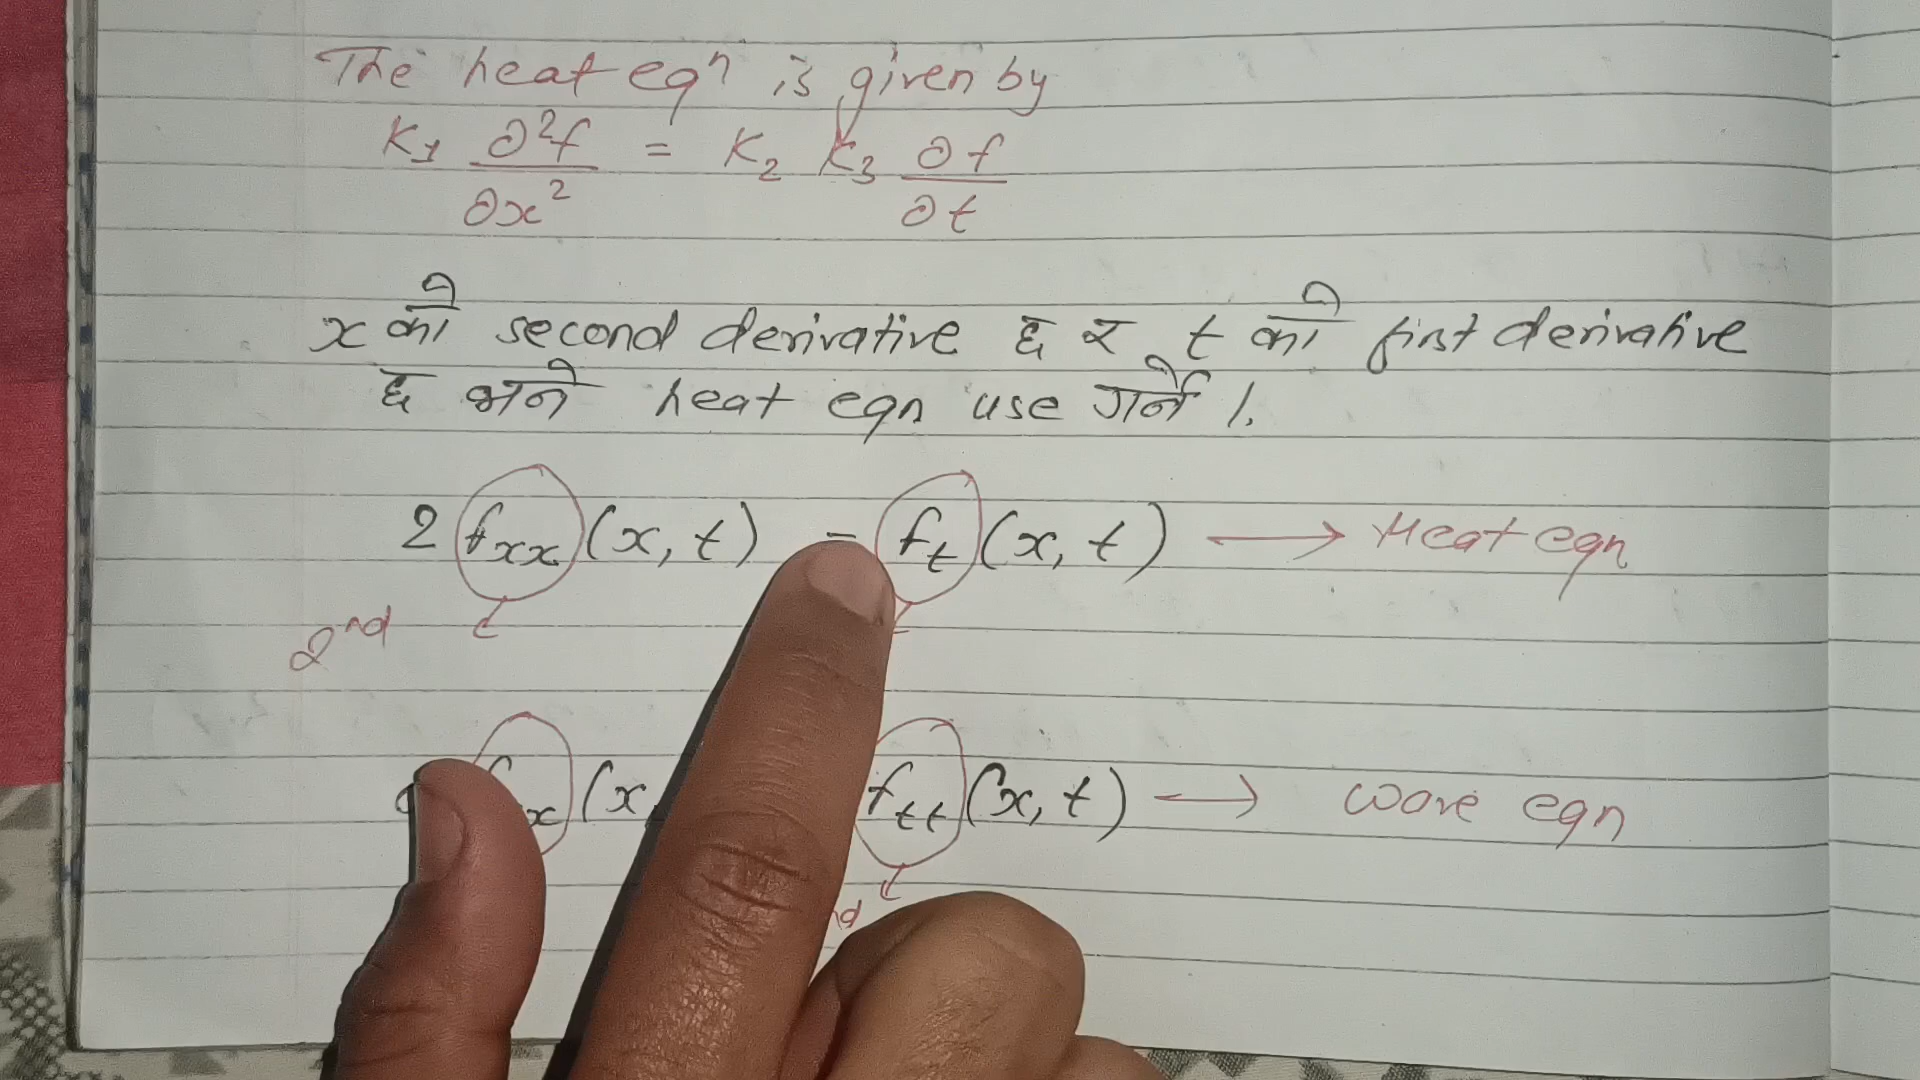 The heat eqn is given by
K1 ∂²f/∂x² = K2 K3 ∂f/∂t
x को second derivative छ र t को first derivative
छ भने heat eqn use गर्ने ।.
2 fxx (x, t) = ft (x, t) → Heat eqn
2nd
(x, ftt (x, t) → wave eqn